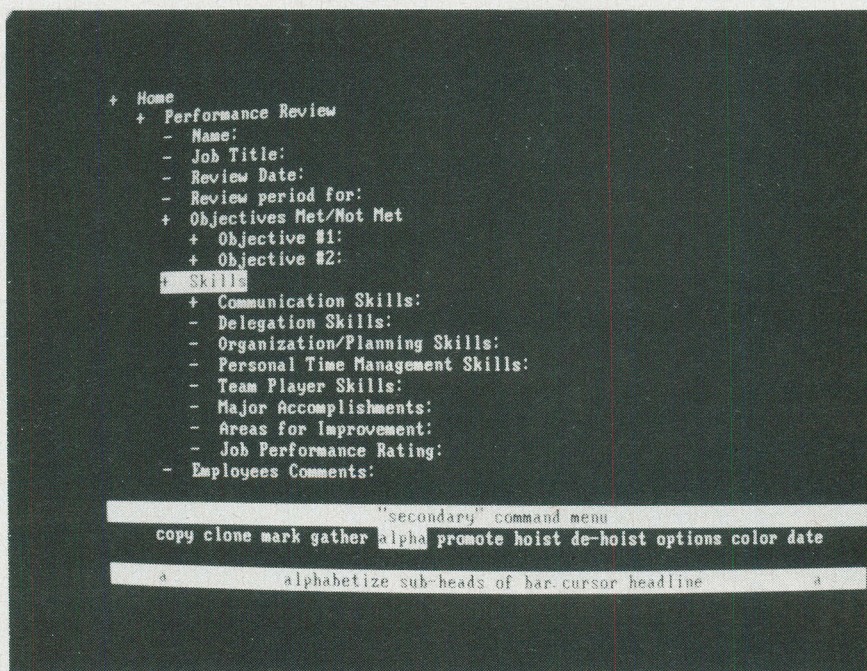 + Home
+ Performance Review
- Name:
- Job Title:
- Review Date:
- Review period for:
+ Objectives Met/Not Met
+ Objective #1:
+ Objective #2:
+ Skills
+ Communication Skills:
- Delegation Skills:
- Organization/Planning Skills:
- Personal Time Management Skills:
- Team Player Skills:
- Major Accomplishments:
- Areas for Improvement:
- Job Performance Rating:
- Employees Comments:
"secondary" command menu
copy clone mark gather alpha promote hoist de-hoist options color date
a alphabetize sub-heads of bar cursor headline a